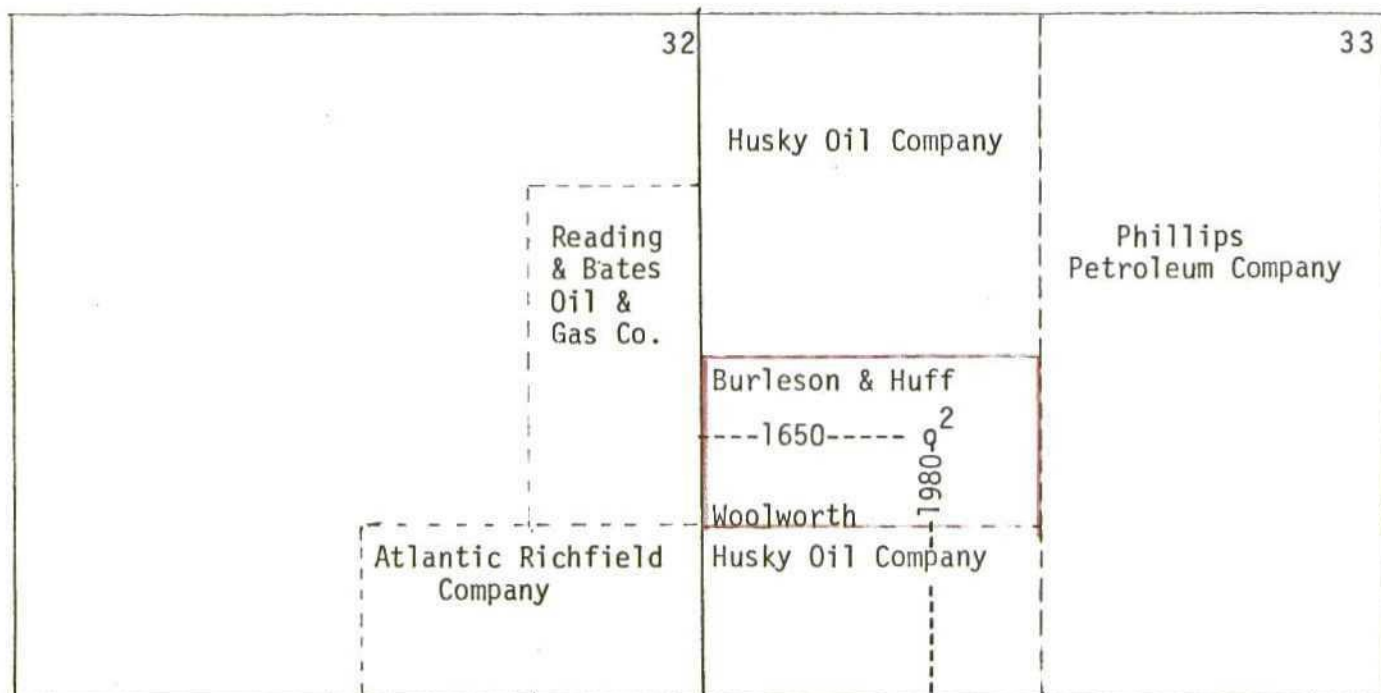 32
33
Husky Oil Company
Reading
& Bates
Oil &
Gas Co.
Phillips
Petroleum Company
Burleson & Huff
1650
2
1980
Woolworth
Atlantic Richfield
Company
Husky Oil Company